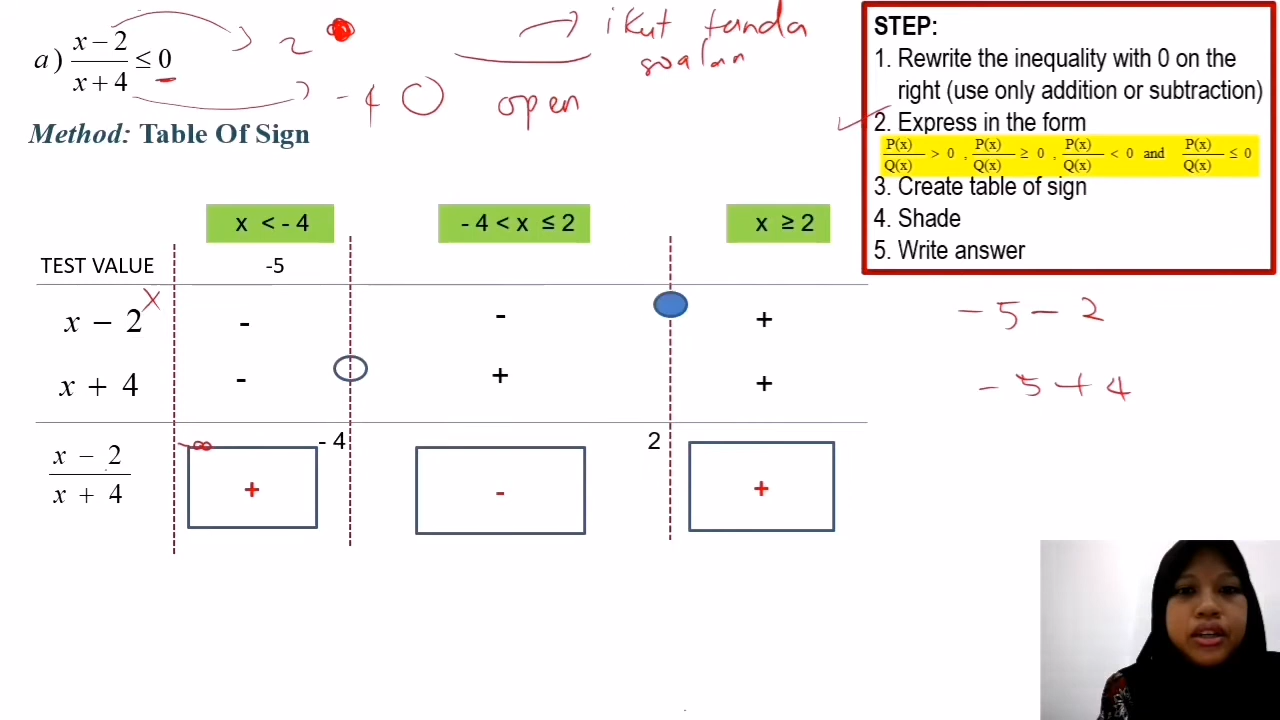 a) x − 2 / x + 4 ≤ 0
2
- 4
open
ikut tanda
soalan
Method: Table Of Sign
STEP:
1. Rewrite the inequality with 0 on the
right (use only addition or subtraction)
2. Express in the form
P(x)/Q(x) > 0 , P(x)/Q(x) ≥ 0 , P(x)/Q(x) < 0 and P(x)/Q(x) ≤ 0
3. Create table of sign
4. Shade
5. Write answer
x < - 4
- 4 < x ≤ 2
x ≥ 2
TEST VALUE -5
x − 2 - - +
x + 4 - + +
-∞ - 4 2
x − 2 / x + 4 + - +
- 5 - 2
- 5 + 4